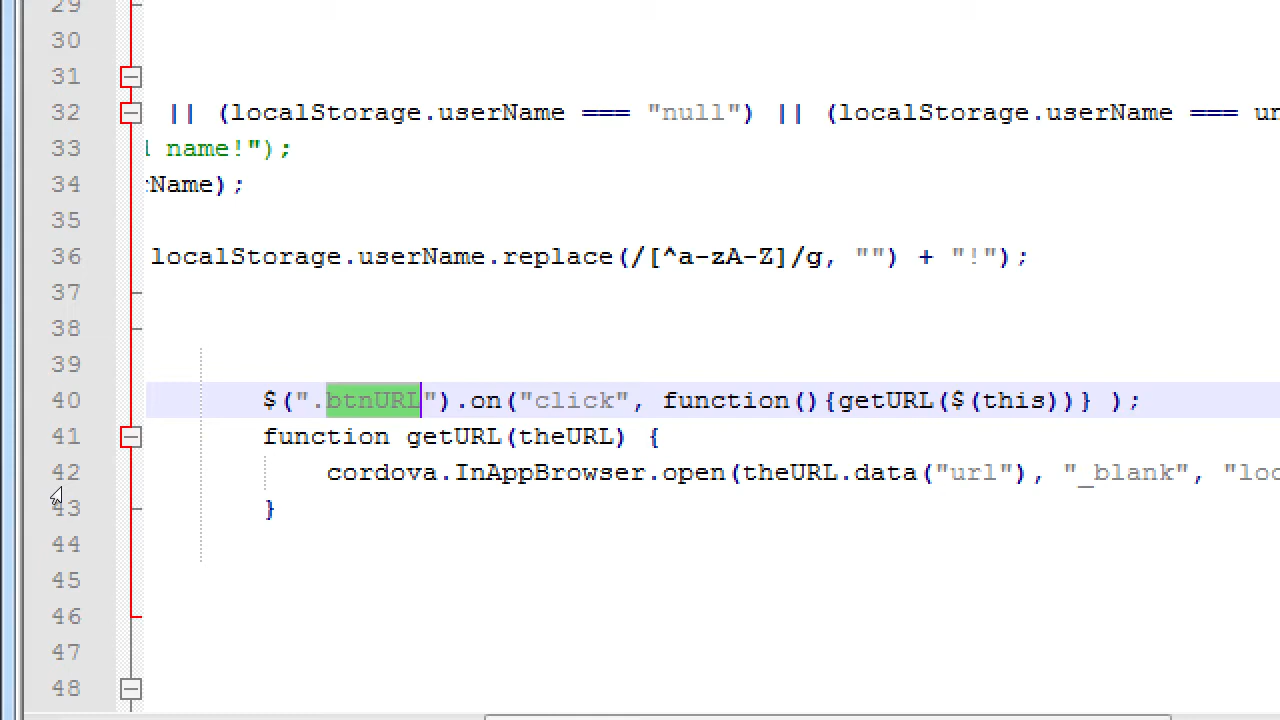 29
30
31
32 || (localStorage.userName === "null") || (localStorage.userName === un
33 l name!");
34 rName);
35
36 localStorage.userName.replace(/[^a-zA-Z]/g, "") + "!");
37
38
39
40 $(".btnURL").on("click", function(){getURL($(this))} );
41 function getURL(theURL) {
42 cordova.InAppBrowser.open(theURL.data("url"), "_blank", "loc
43 }
44
45
46
47
48